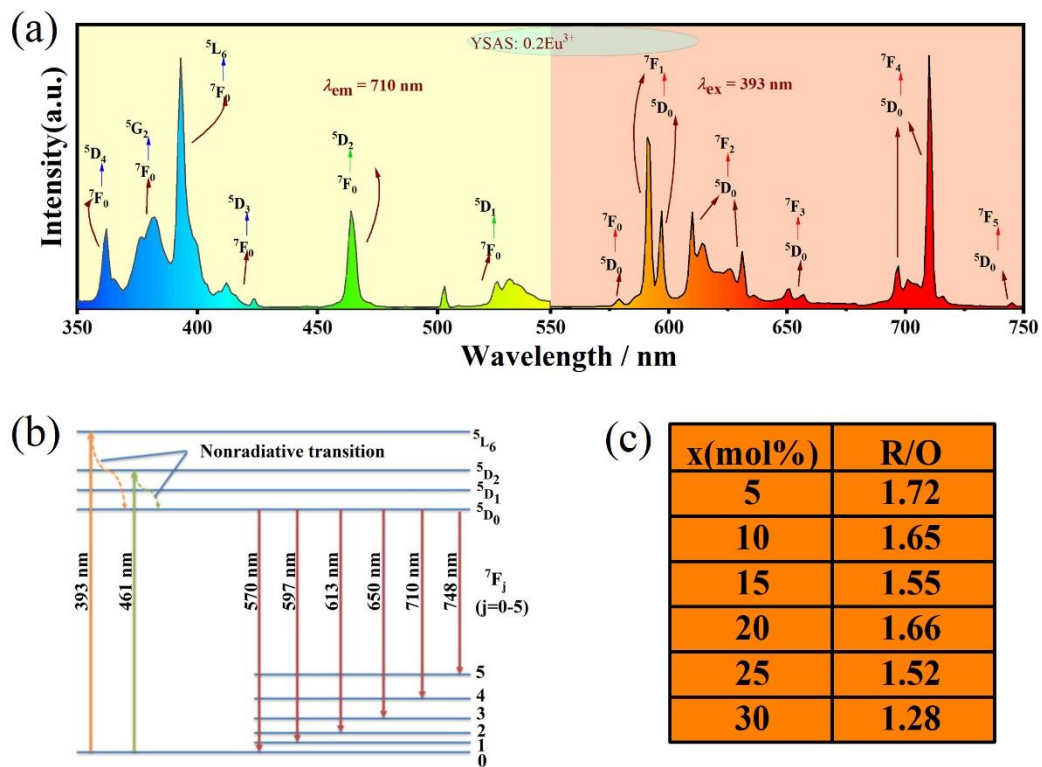 (a)
YSAS: 0.2Eu³⁺
Intensity(a.u.)
λem = 710 nm
λex = 393 nm
⁵D₄
⁷F₀
⁵G₂
⁷F₀
⁵L₆
⁷F₀
⁵D₃
⁷F₀
⁵D₂
⁷F₀
⁵D₁
⁷F₀
⁷F₀
⁵D₀
⁷F₁
⁵D₀
⁷F₂
⁵D₀
⁷F₃
⁵D₀
⁷F₄
⁵D₀
⁷F₅
⁵D₀
350 400 450 500 550 600 650 700 750
Wavelength / nm
(b)
Nonradiative transition
⁵L₆
⁵D₂
⁵D₁
⁵D₀
393 nm
461 nm
570 nm
597 nm
613 nm
650 nm
710 nm
748 nm
⁷Fj
(j=0-5)
5
4
3
2
1
0
(c)
x(mol%) R/O
5 1.72
10 1.65
15 1.55
20 1.66
25 1.52
30 1.28